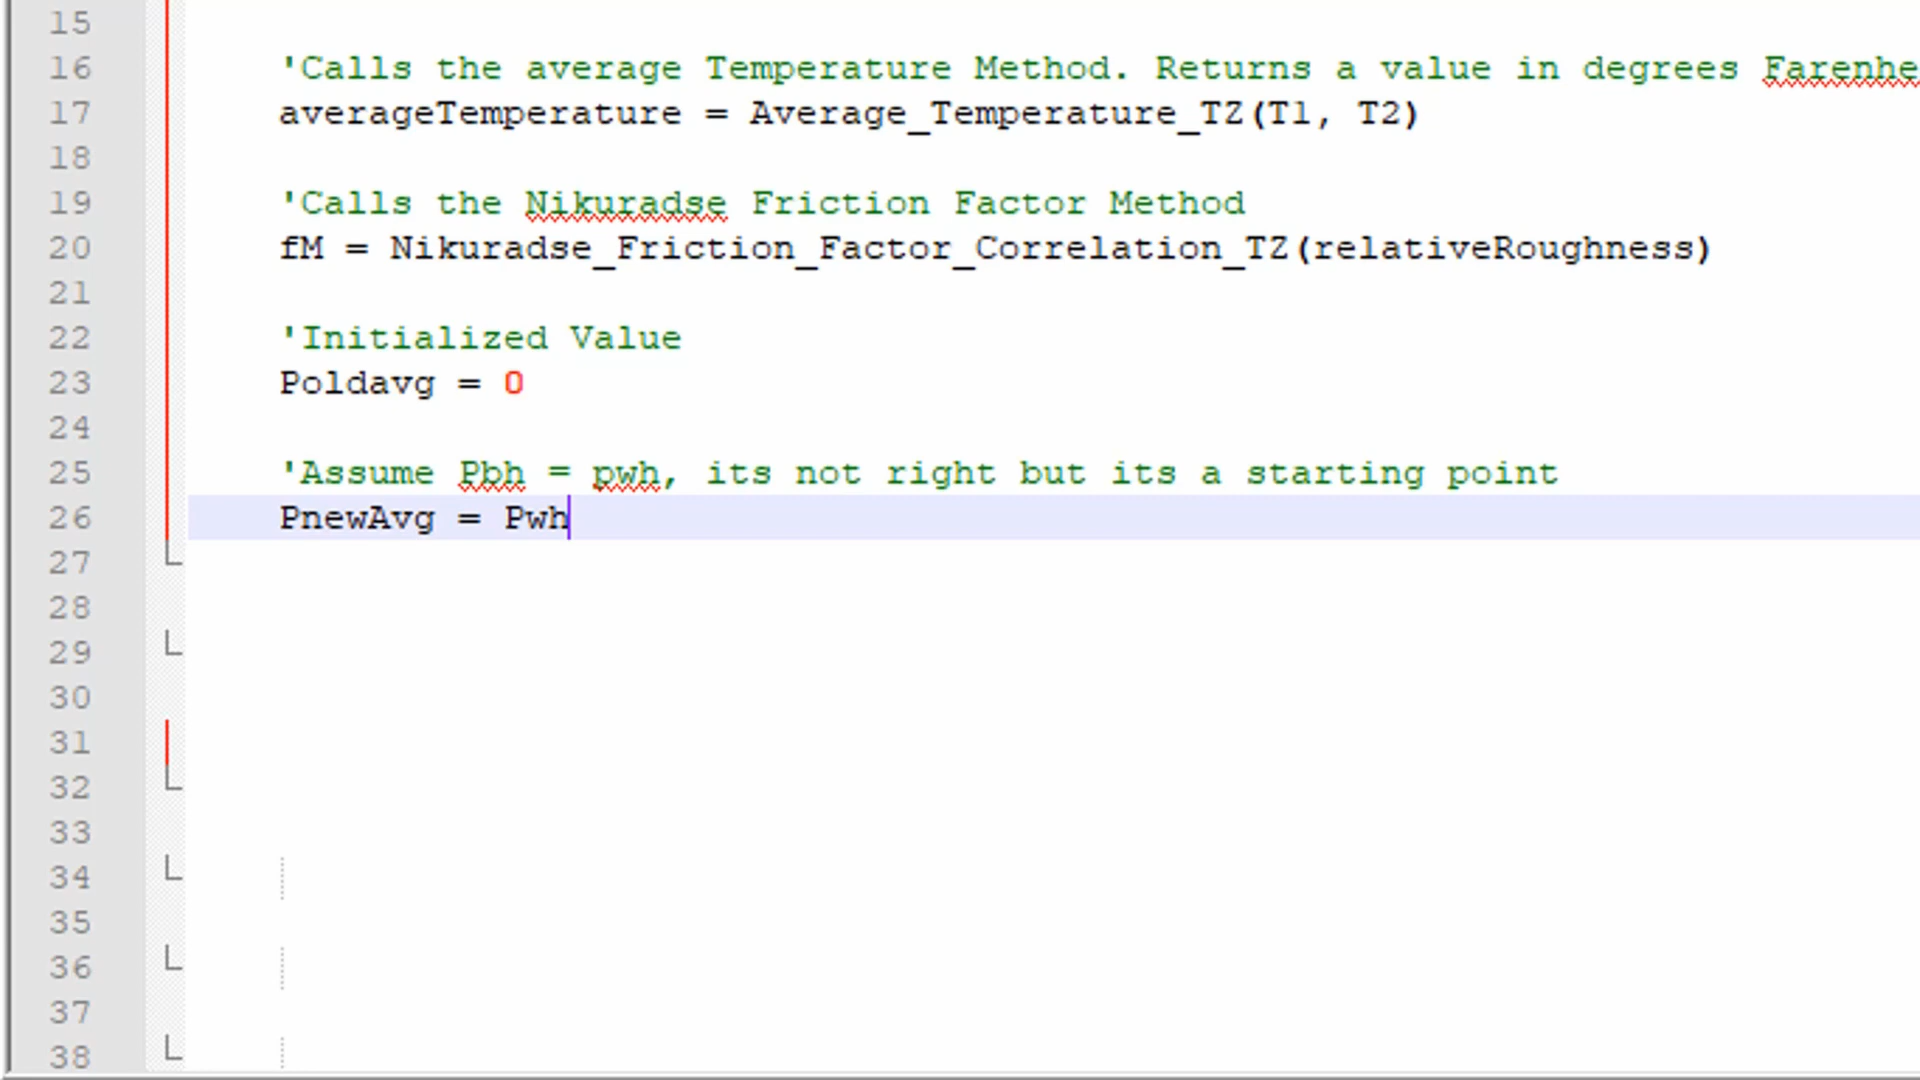 15
16 'Calls the average Temperature Method. Returns a value in degrees Farenhe
17 averageTemperature = Average_Temperature_TZ(T1, T2)
18
19 'Calls the Nikuradse Friction Factor Method
20 fM = Nikuradse_Friction_Factor_Correlation_TZ(relativeRoughness)
21
22 'Initialized Value
23 Poldavg = 0
24
25 'Assume Pbh = pwh, its not right but its a starting point
26 PnewAvg = Pwh
27
28
29
30
31
32
33
34
35
36
37
38